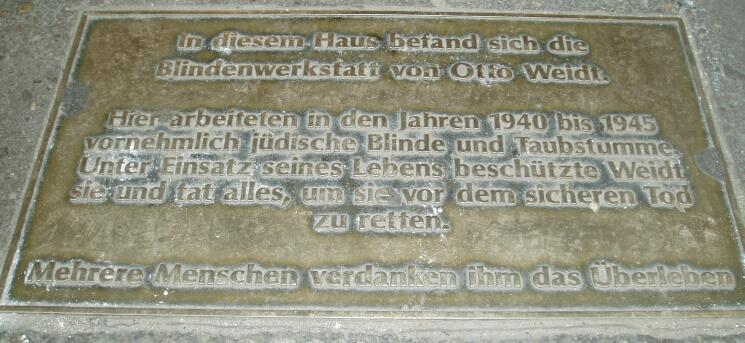 in diesem Haus befand sich die
Blindenwerkstatt von Otto Weidt.
Hier arbeiteten in den Jahren 1940 bis 1945
vornehmlich jüdische Blinde und Taubstumme.
Unter Einsatz seines Lebens beschützte Weidt
sie und tat alles, um sie vor dem sicheren Tod
zu retten.
Mehrere Menschen verdanken ihm das Überleben